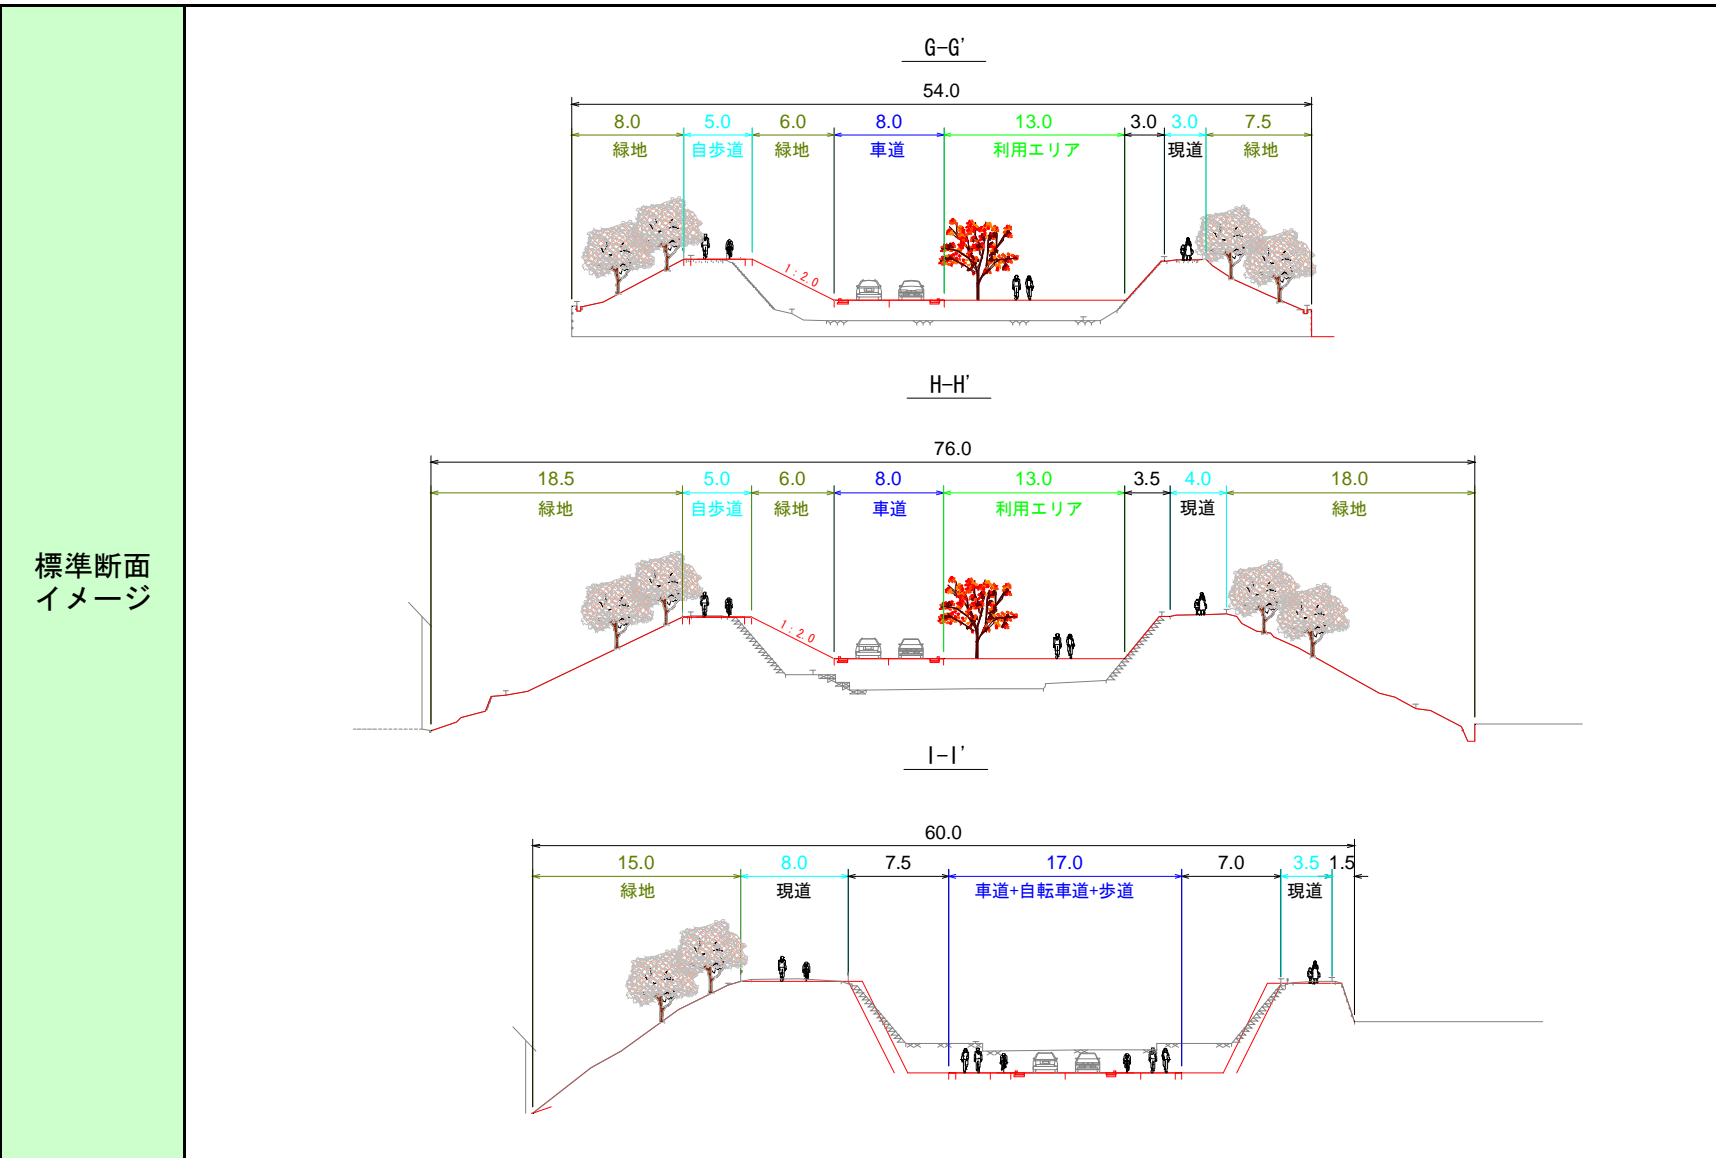 標準断面
イメージ
G-G'
54.0
8.0 5.0 6.0 8.0 13.0 3.0 3.0 7.5
緑地 自歩道 緑地 車道 利用エリア 現道 緑地
1:2.0
H-H'
76.0
18.5 5.0 6.0 8.0 13.0 3.5 4.0 18.0
緑地 自歩道 緑地 車道 利用エリア 現道 緑地
1:2.0
I-I'
60.0
15.0 8.0 7.5 17.0 7.0 3.5 1.5
緑地 現道 車道+自転車道+歩道 現道